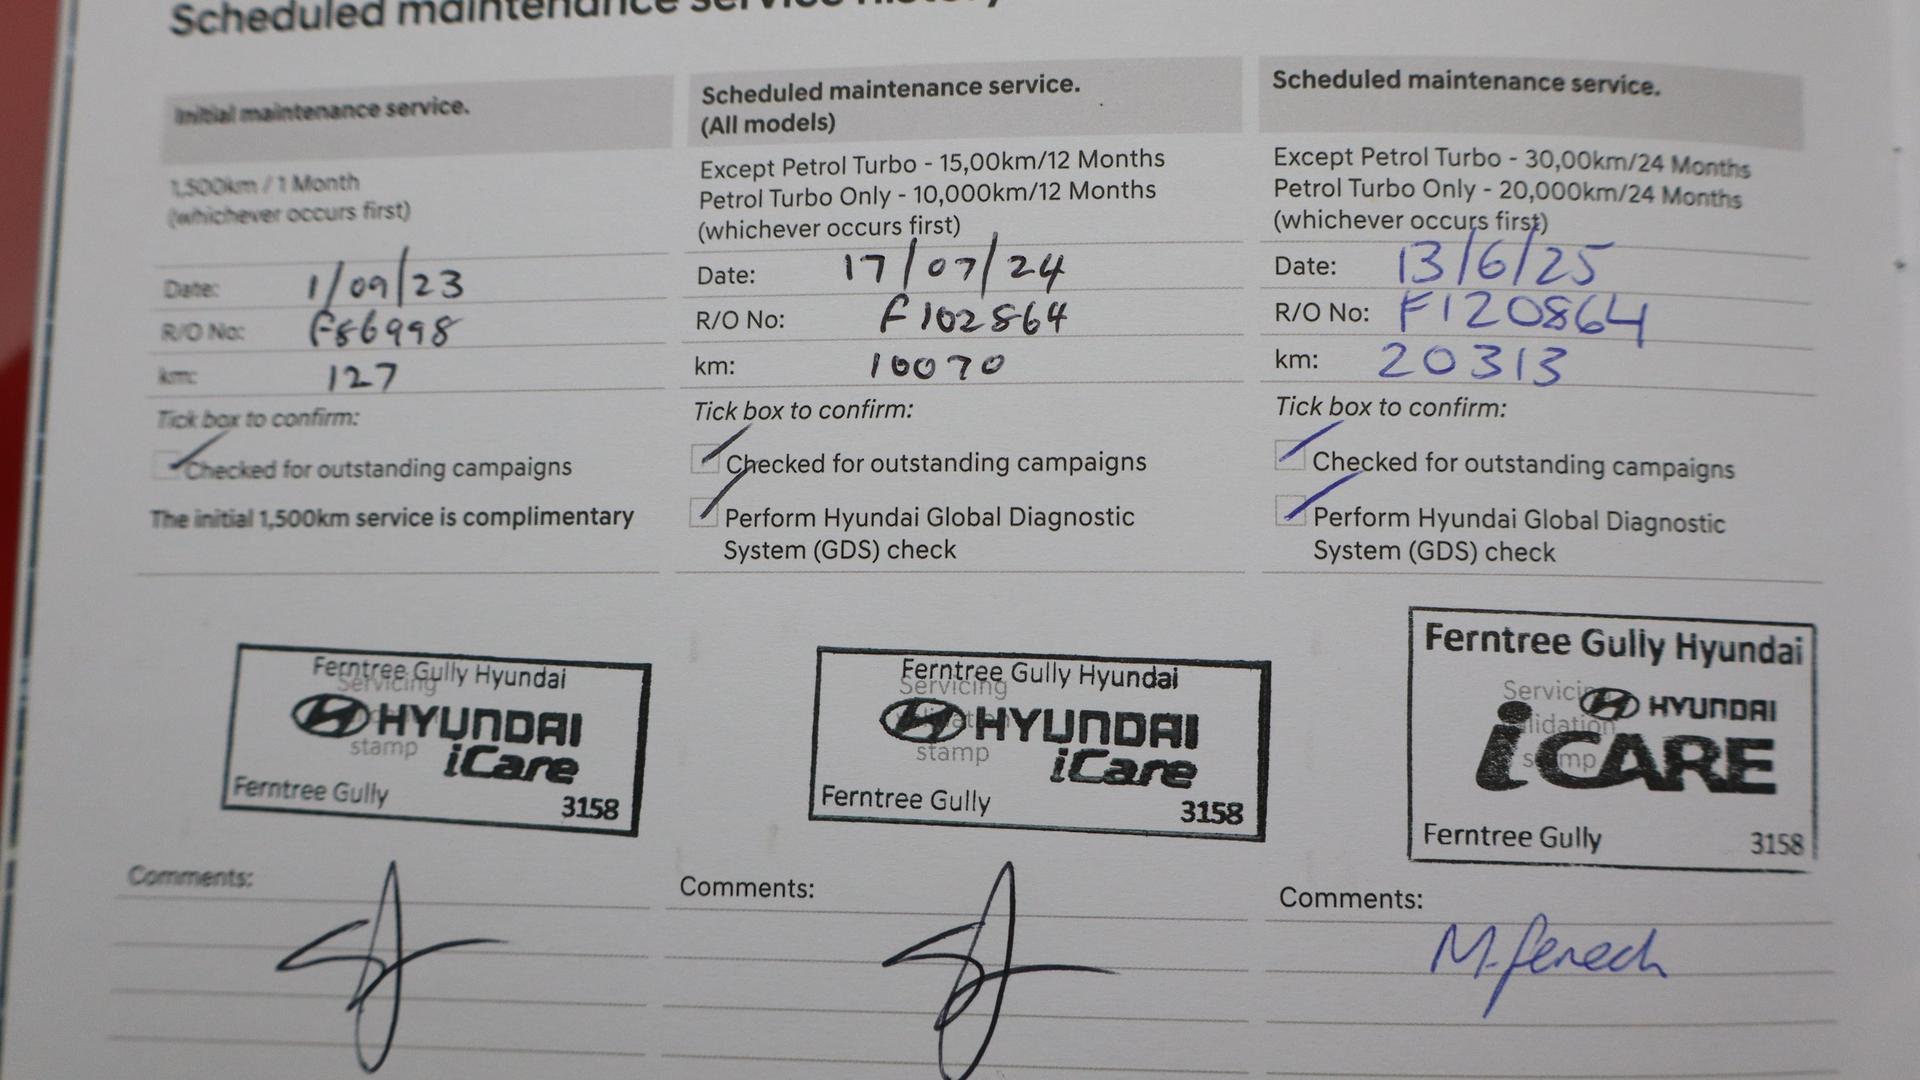 Scheduled maintenance service history
Initial maintenance service.
1,500km / 1 Month
(whichever occurs first)
Date: 1/09/23
R/O No: F86998
km: 127
Tick box to confirm:
Checked for outstanding campaigns
The initial 1,500km service is complimentary
Ferntree Gully Hyundai
Servicing
HYUNDAI
stamp
iCare
Ferntree Gully 3158
Comments:
Scheduled maintenance service.
(All models)
Except Petrol Turbo - 15,00km/12 Months
Petrol Turbo Only - 10,000km/12 Months
(whichever occurs first)
Date: 17/07/24
R/O No: F102864
km: 10070
Tick box to confirm:
Checked for outstanding campaigns
Perform Hyundai Global Diagnostic
System (GDS) check
Ferntree Gully Hyundai
Servicing
validation
HYUNDAI
stamp
iCare
Ferntree Gully 3158
Comments:
Scheduled maintenance service.
Except Petrol Turbo - 30,00km/24 Months
Petrol Turbo Only - 20,000km/24 Months
(whichever occurs first)
Date: 13/6/25
R/O No: F120864
km: 20313
Tick box to confirm:
Checked for outstanding campaigns
Perform Hyundai Global Diagnostic
System (GDS) check
Ferntree Gully Hyundai
Servicing
HYUNDAI
validation
stamp
iCARE
Ferntree Gully 3158
Comments:
M. Fenech